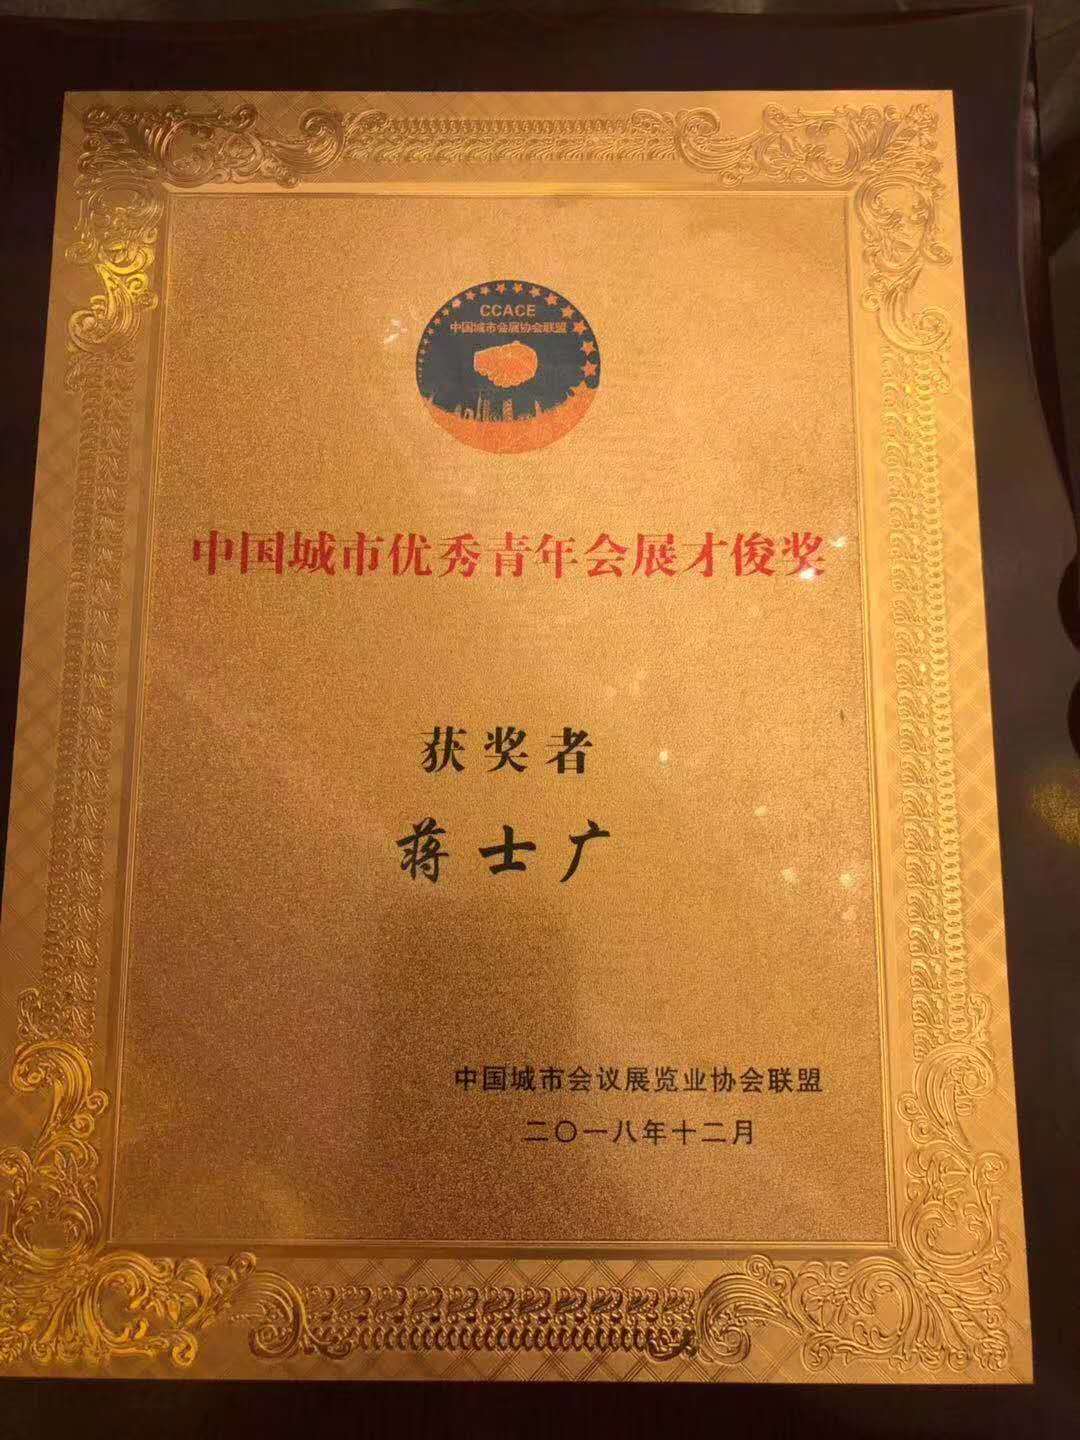 CCACE
中国城市会展协会联盟
中国城市优秀青年会展才俊奖
获奖者
蒋士广
中国城市会议展览业协会联盟
二〇一八年十二月